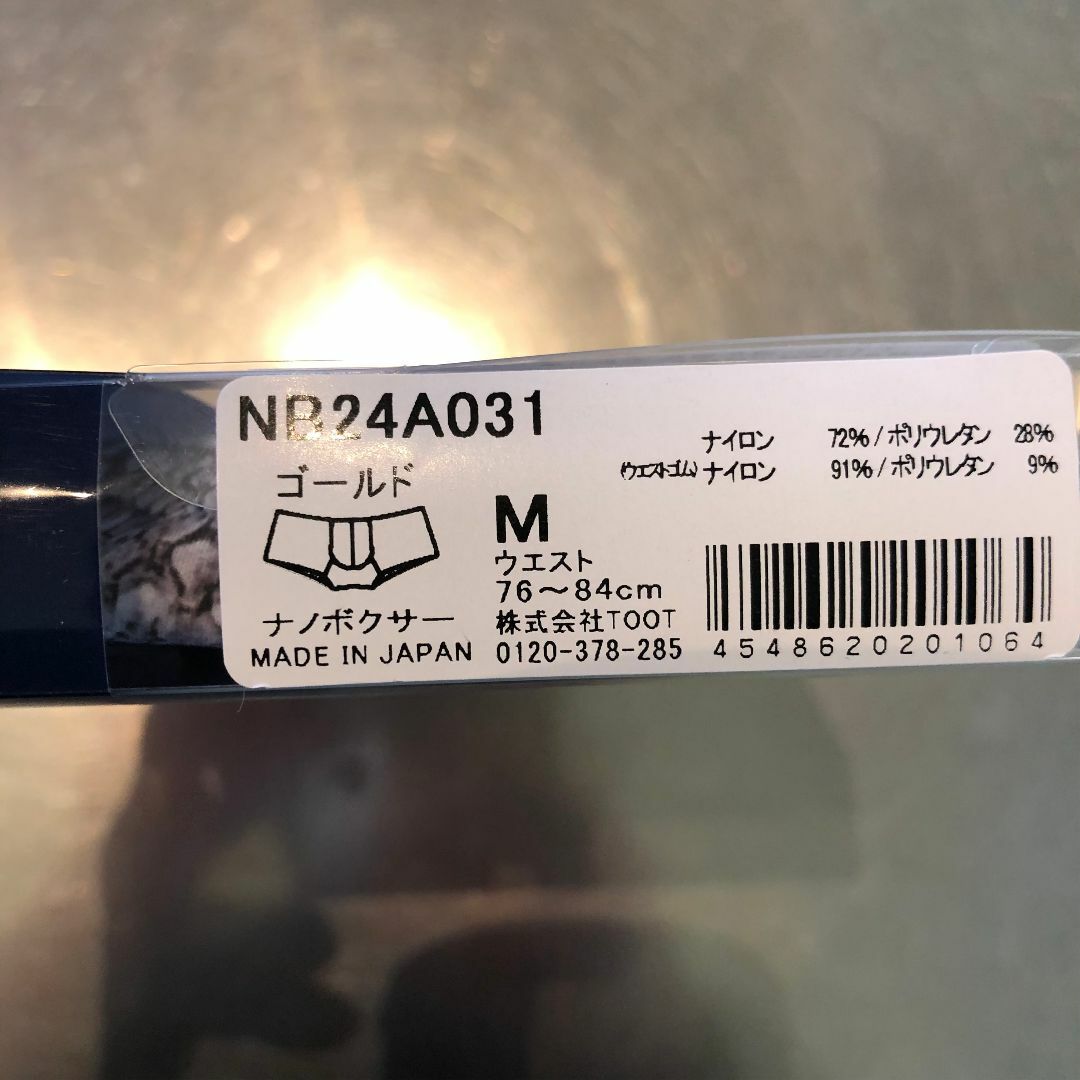 NB24A031
ゴールド
ナノボクサー
MADE IN JAPAN
M
ウエスト
76～84cm
株式会社TOOT
0120-378-285
ナイロン 72% / ポリウレタン 28%
(ウエストゴム) ナイロン 91% / ポリウレタン 9%
4548620201064